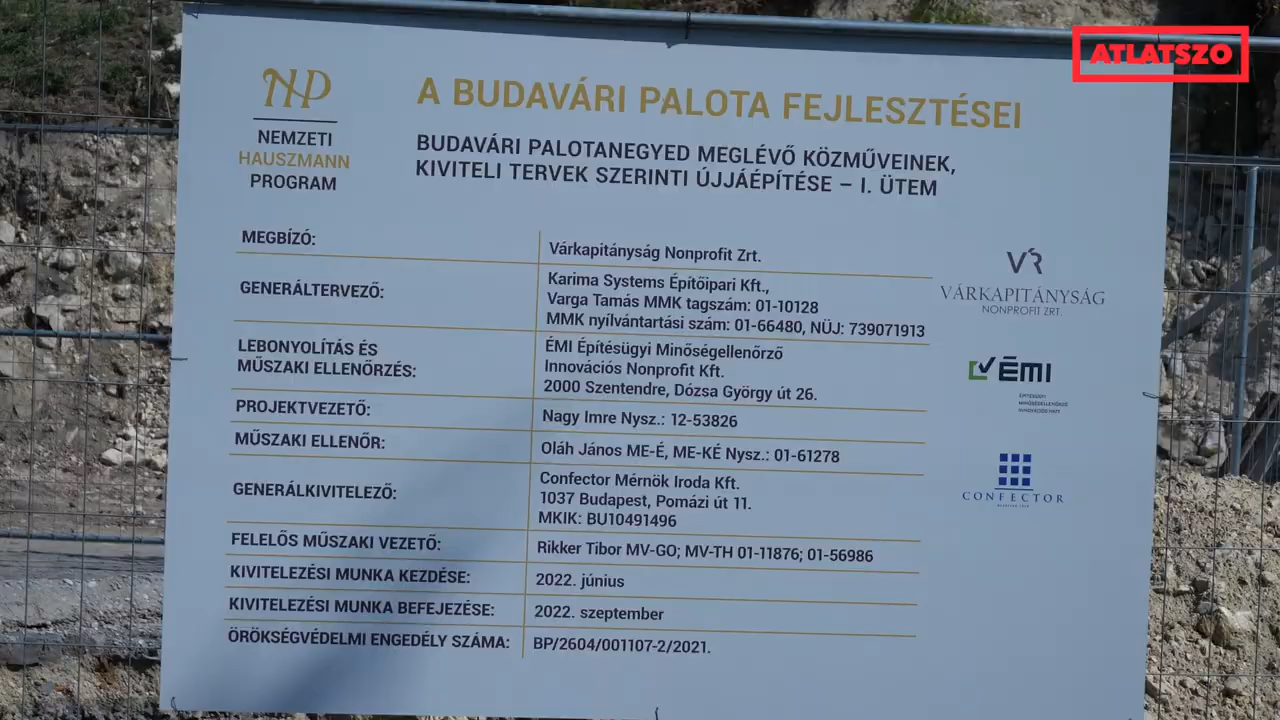 ATLATSZO
NHP
NEMZETI
HAUSZMANN
PROGRAM
A BUDAVÁRI PALOTA FEJLESZTÉSEI
BUDAVÁRI PALOTANEGYED MEGLÉVŐ KÖZMŰVEINEK,
KIVITELI TERVEK SZERINTI ÚJJÁÉPÍTÉSE – I. ÜTEM
MEGBÍZÓ:
Várkapitányság Nonprofit Zrt.
GENERÁLTERVEZŐ:
Karima Systems Építőipari Kft.,
Varga Tamás MMK tagszám: 01-10128
MMK nyílvántartási szám: 01-66480, NÜJ: 739071913
LEBONYOLÍTÁS ÉS
MŰSZAKI ELLENŐRZÉS:
ÉMI Építésügyi Minőségellenőrző
Innovációs Nonprofit Kft.
2000 Szentendre, Dózsa György út 26.
PROJEKTVEZETŐ:
Nagy Imre Nysz.: 12-53826
MŰSZAKI ELLENŐR:
Oláh János ME-É, ME-KÉ Nysz.: 01-61278
GENERÁLKIVITELEZŐ:
Confector Mérnök Iroda Kft.
1037 Budapest, Pomázi út 11.
MKIK: BU10491496
FELELŐS MŰSZAKI VEZETŐ:
Rikker Tibor MV-GO; MV-TH 01-11876; 01-56986
KIVITELEZÉSI MUNKA KEZDÉSE:
2022. június
KIVITELEZÉSI MUNKA BEFEJEZÉSE:
2022. szeptember
ÖRÖKSÉGVÉDELMI ENGEDÉLY SZÁMA:
BP/2604/001107-2/2021.
VÁRKAPITÁNYSÁG
NONPROFIT ZRT.
ÉMI
ÉPÍTÉSÜGYI
MINŐSÉGELLENŐRZŐ
INNOVÁCIÓS
CONFECTOR